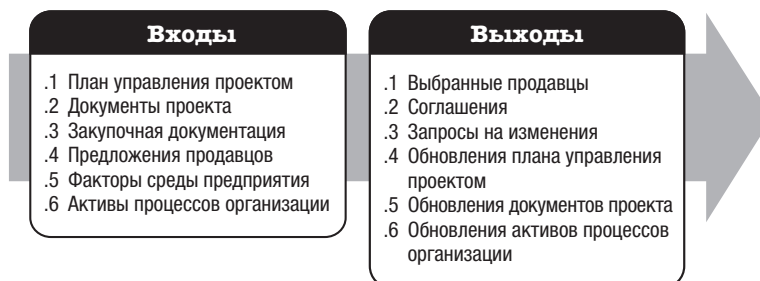 Входы
.1 План управления проектом
.2 Документы проекта
.3 Закупочная документация
.4 Предложения продавцов
.5 Факторы среды предприятия
.6 Активы процессов организации
Выходы
.1 Выбранные продавцы
.2 Соглашения
.3 Запросы на изменения
.4 Обновления плана управления
проектом
.5 Обновления документов проекта
.6 Обновления активов процессов
организации